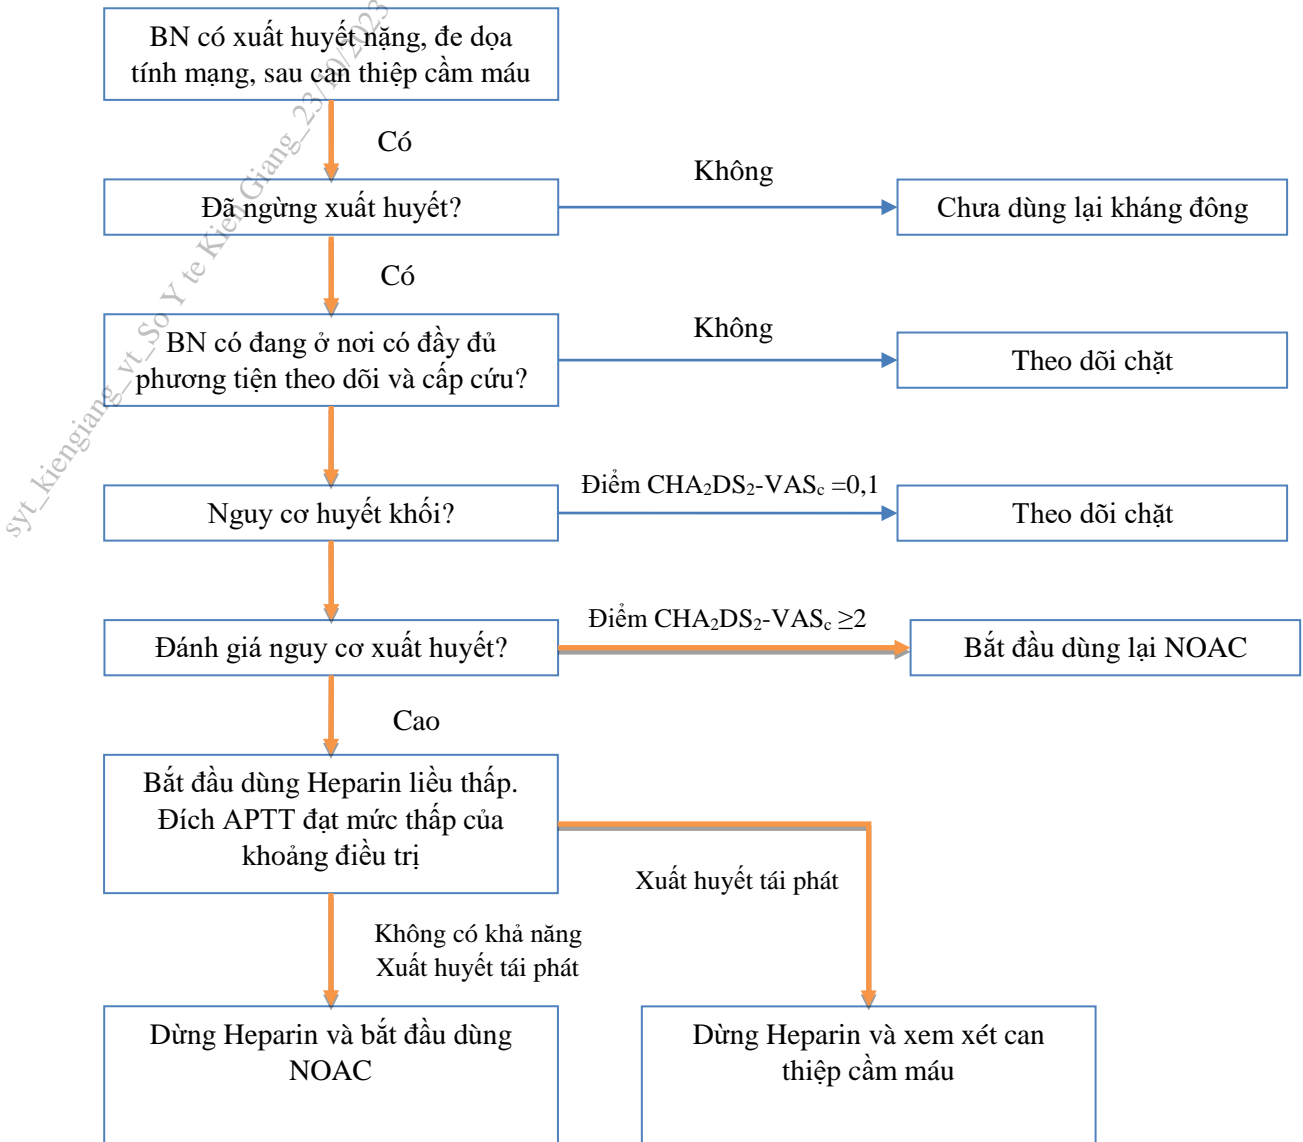 BN có xuất huyết nặng, đe dọa
tính mạng, sau can thiệp cầm máu
Có
Đã ngừng xuất huyết?
Không
Chưa dùng lại kháng đông
Có
BN có đang ở nơi có đầy đủ
phương tiện theo dõi và cấp cứu?
Không
Theo dõi chặt
Nguy cơ huyết khối?
Điểm CHA₂DS₂-VASc =0,1
Theo dõi chặt
Đánh giá nguy cơ xuất huyết?
Điểm CHA₂DS₂-VASc ≥2
Bắt đầu dùng lại NOAC
Cao
Bắt đầu dùng Heparin liều thấp.
Đích APTT đạt mức thấp của
khoảng điều trị
Xuất huyết tái phát
Không có khả năng
Xuất huyết tái phát
Dừng Heparin và bắt đầu dùng
NOAC
Dừng Heparin và xem xét can
thiệp cầm máu
syt_kiengiang_vt_So Y te Kien Giang_23/10/2023